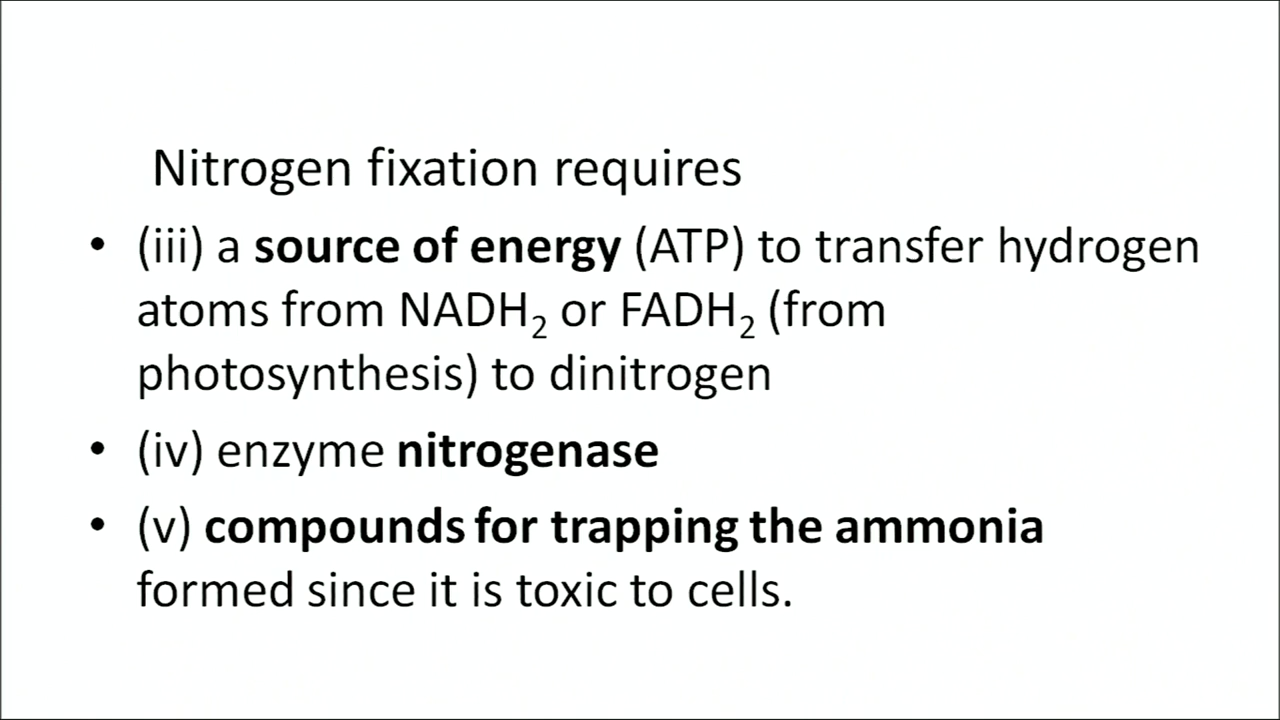 Nitrogen fixation requires
• (iii) a source of energy (ATP) to transfer hydrogen
atoms from NADH₂ or FADH₂ (from
photosynthesis) to dinitrogen
• (iv) enzyme nitrogenase
• (v) compounds for trapping the ammonia
formed since it is toxic to cells.